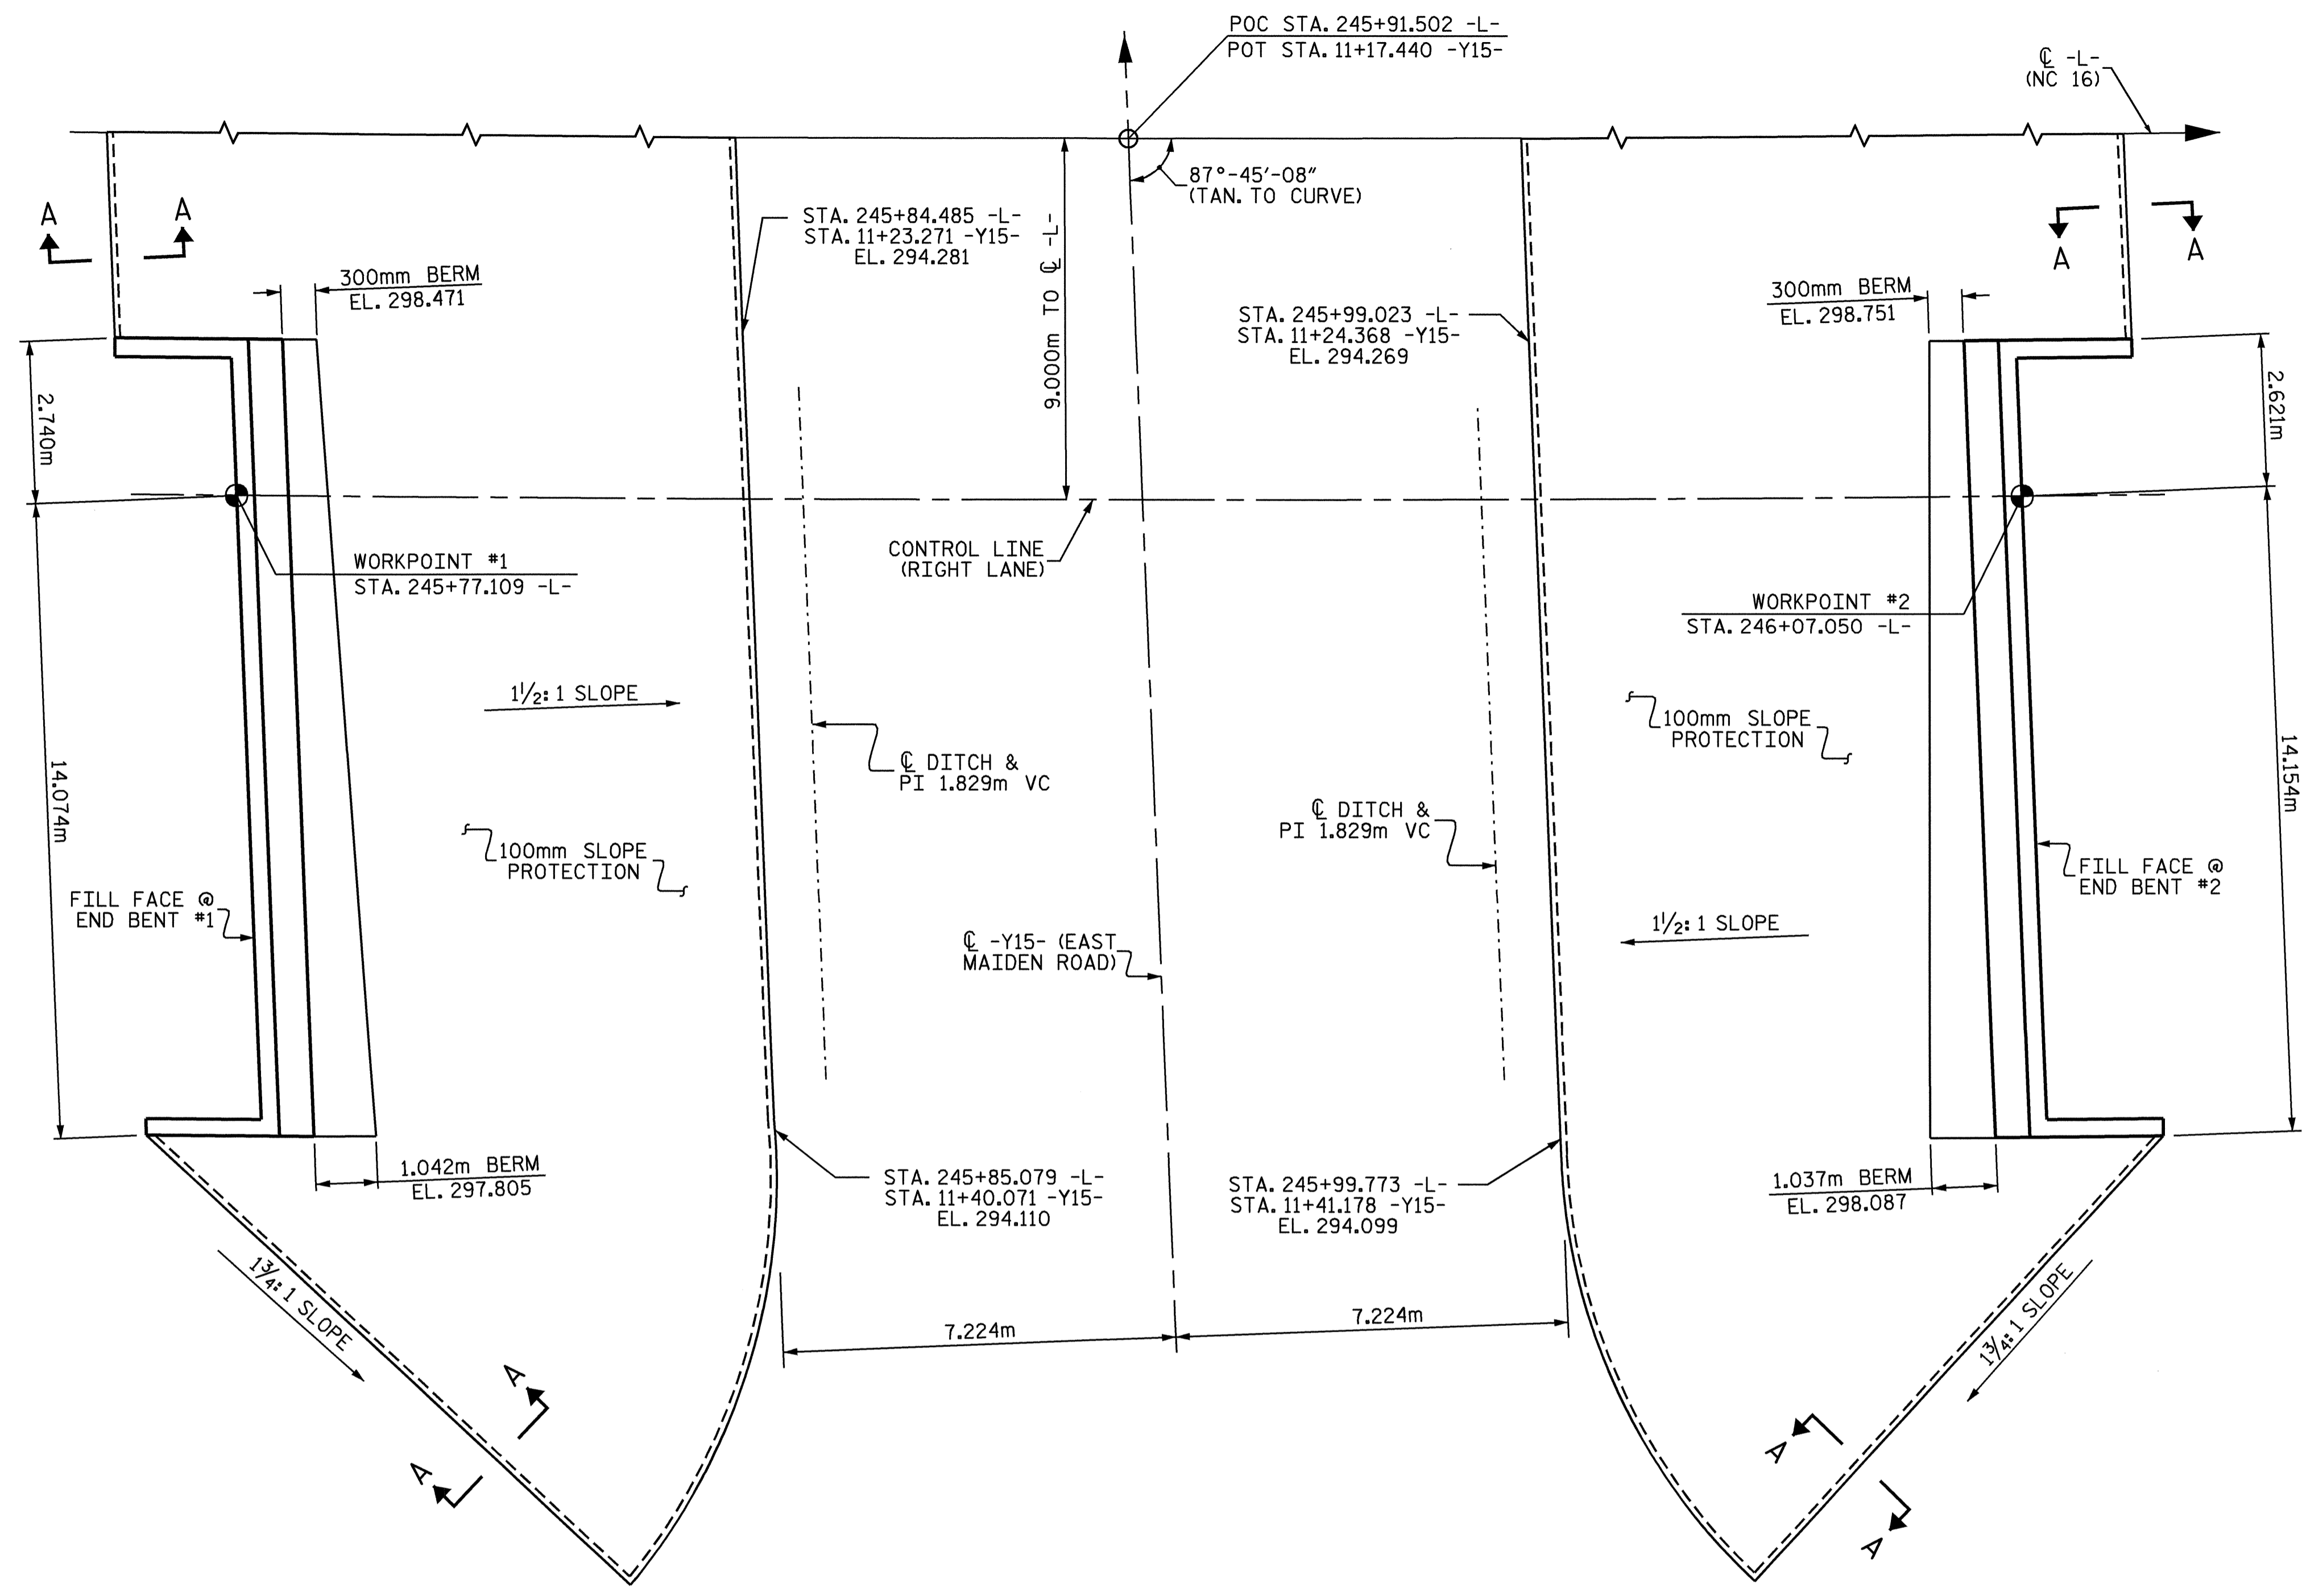 POC STA. 245+91.502 -L-
POT STA. 11+17.440 -Y15-
℄ -L-
(NC 16)
87°-45'-08"
(TAN. TO CURVE)
A
A
A
A
STA. 245+84.485 -L-
STA. 11+23.271 -Y15-
EL. 294.281
9.000m TO ℄ -L-
300mm BERM
EL. 298.471
STA. 245+99.023 -L-
STA. 11+24.368 -Y15-
EL. 294.269
300mm BERM
EL. 298.751
2.740m
2.621m
CONTROL LINE
(RIGHT LANE)
WORKPOINT #1
STA. 245+77.109 -L-
WORKPOINT #2
STA. 246+07.050 -L-
1½:1 SLOPE
100mm SLOPE
PROTECTION
℄ DITCH &
PI 1.829m VC
14.074m
14.154m
℄ DITCH &
PI 1.829m VC
100mm SLOPE
PROTECTION
FILL FACE @
END BENT #1
FILL FACE @
END BENT #2
1½:1 SLOPE
℄ -Y15- (EAST
MAIDEN ROAD)
1.042m BERM
EL. 297.805
STA. 245+85.079 -L-
STA. 11+40.071 -Y15-
EL. 294.110
STA. 245+99.773 -L-
STA. 11+41.178 -Y15-
EL. 294.099
1.037m BERM
EL. 298.087
1¾:1 SLOPE
7.224m
7.224m
1¾:1 SLOPE
A
A
A
A